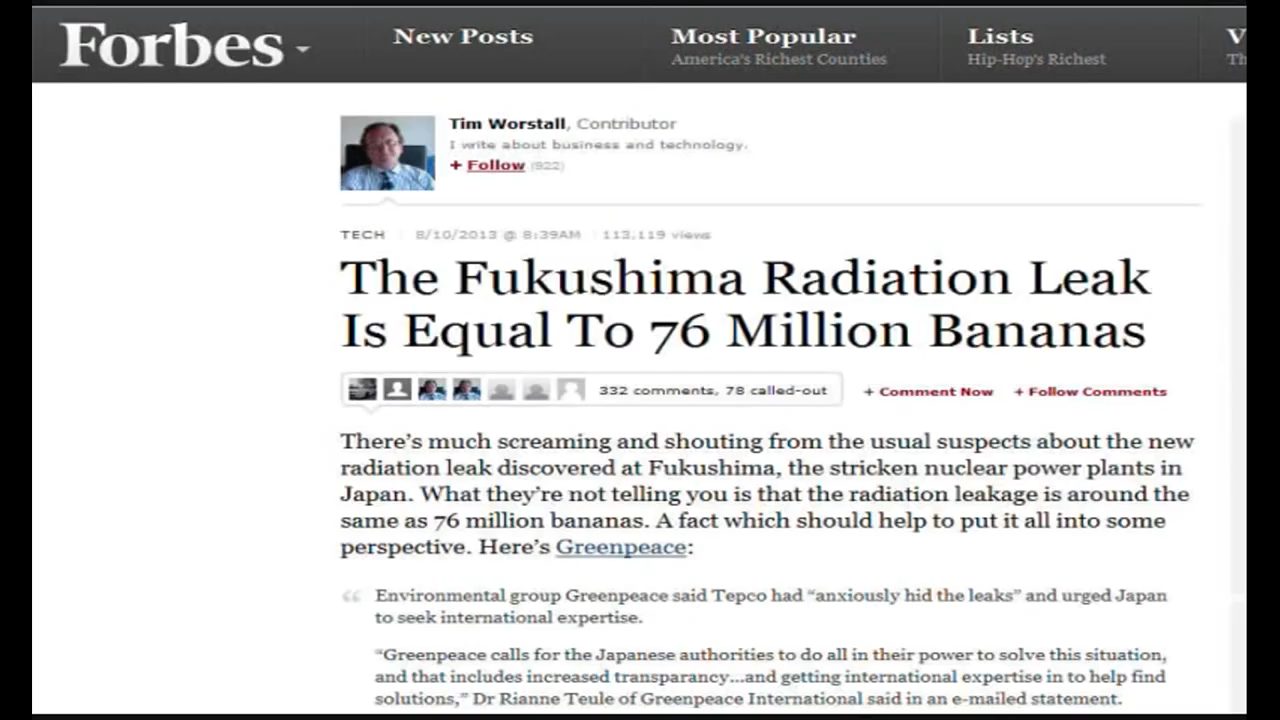 Forbes
New Posts
Most Popular
America's Richest Counties
Lists
Hip-Hop's Richest
V
Th
Tim Worstall, Contributor
I write about business and technology.
+ Follow (922)
TECH 8/10/2013 @ 8:39AM 113,119 views
The Fukushima Radiation Leak
Is Equal To 76 Million Bananas
332 comments, 78 called-out
+ Comment Now + Follow Comments
There's much screaming and shouting from the usual suspects about the new
radiation leak discovered at Fukushima, the stricken nuclear power plants in
Japan. What they're not telling you is that the radiation leakage is around the
same as 76 million bananas. A fact which should help to put it all into some
perspective. Here's Greenpeace:
“ Environmental group Greenpeace said Tepco had “anxiously hid the leaks” and urged Japan
to seek international expertise.
“Greenpeace calls for the Japanese authorities to do all in their power to solve this situation,
and that includes increased transparency...and getting international expertise in to help find
solutions,” Dr Rianne Teule of Greenpeace International said in an e-mailed statement.